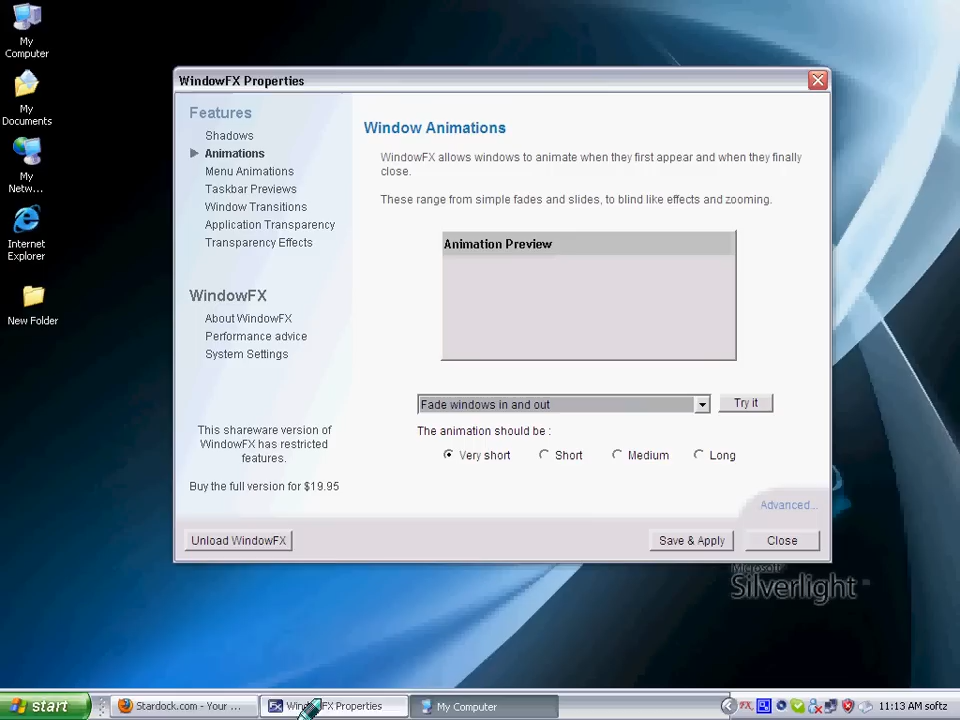 My
Computer
My
Documents
My
Netw...
Internet
Explorer
New Folder
WindowFX Properties
Features
Shadows
Animations
Menu Animations
Taskbar Previews
Window Transitions
Application Transparency
Transparency Effects
WindowFX
About WindowFX
Performance advice
System Settings
This shareware version of
WindowFX has restricted
features.
Buy the full version for $19.95
Unload WindowFX
Window Animations
WindowFX allows windows to animate when they first appear and when they finally
close.
These range from simple fades and slides, to blind like effects and zooming.
Animation Preview
Fade windows in and out
Try it
The animation should be :
Very short
Short
Medium
Long
Advanced...
Save & Apply
Close
Microsoft
Silverlight
start
Stardock.com - Your ...
WindowFX Properties
My Computer
11:13 AM softz